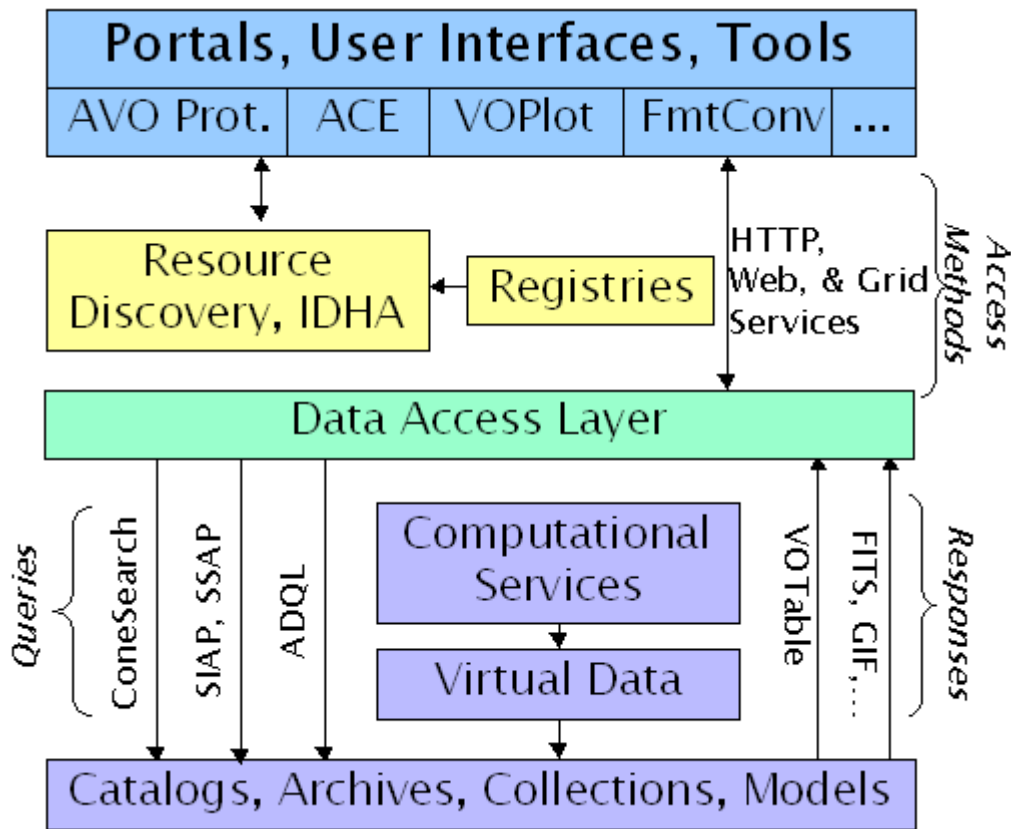 Portals, User Interfaces, Tools
AVO Prot.
ACE
VOPlot
FmtConv
...
Resource
Discovery, IDHA
Registries
HTTP,
Web, & Grid
Services
Access
Methods
Data Access Layer
Queries
ConeSearch
SIAP, SSAP
ADQL
Computational
Services
Virtual Data
VOTable
FITS, GIF,...
Responses
Catalogs, Archives, Collections, Models